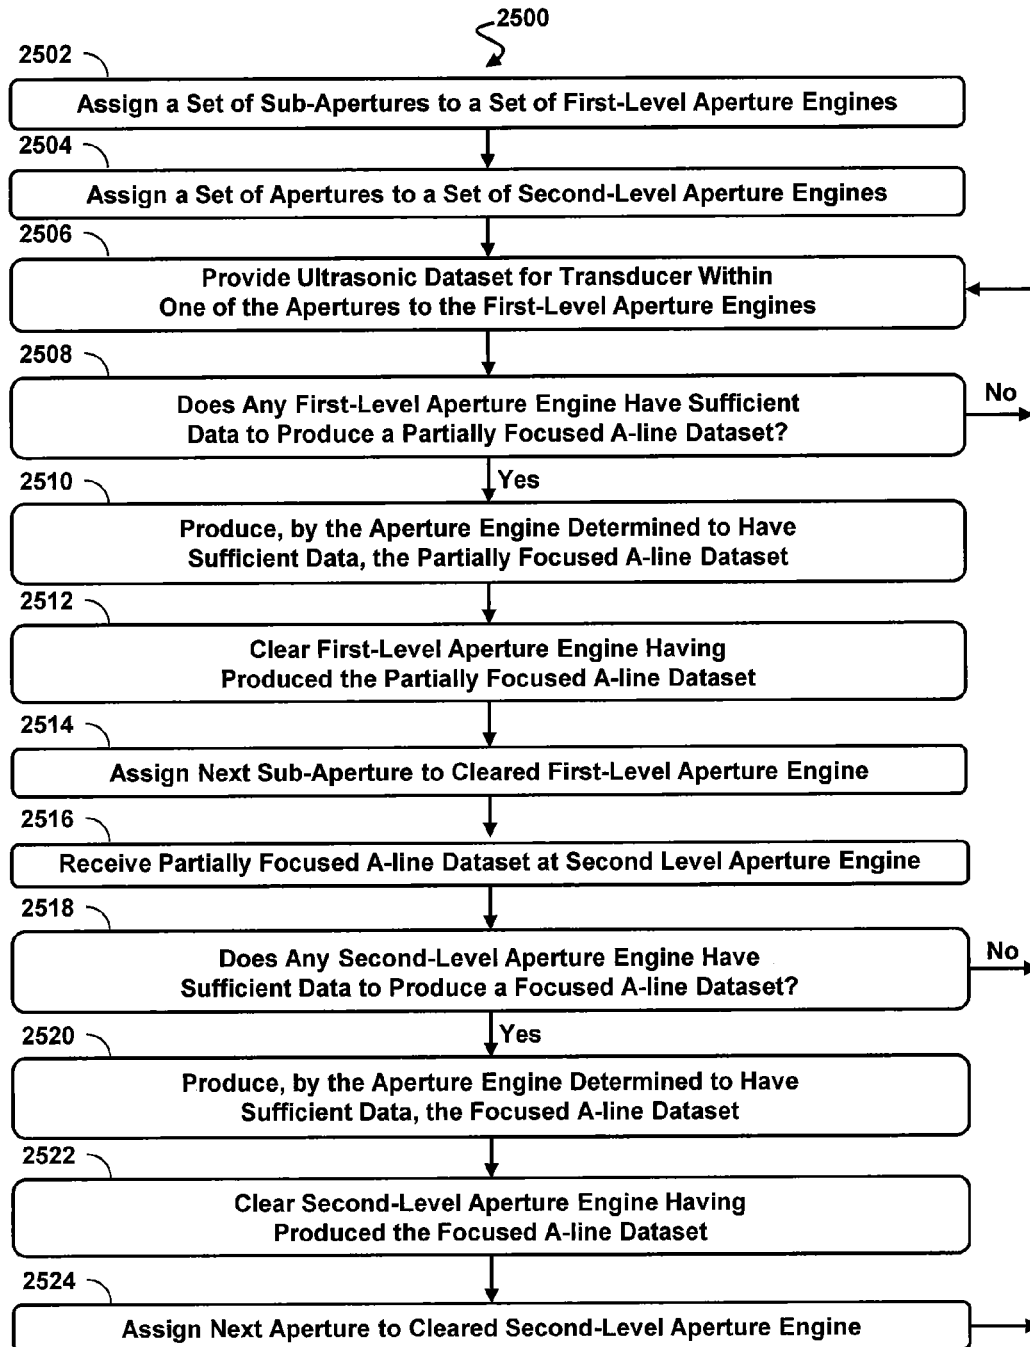 2500
2502
Assign a Set of Sub-Apertures to a Set of First-Level Aperture Engines
2504
Assign a Set of Apertures to a Set of Second-Level Aperture Engines
2506
Provide Ultrasonic Dataset for Transducer Within
One of the Apertures to the First-Level Aperture Engines
2508
Does Any First-Level Aperture Engine Have Sufficient
Data to Produce a Partially Focused A-line Dataset?
No
Yes
2510
Produce, by the Aperture Engine Determined to Have
Sufficient Data, the Partially Focused A-line Dataset
2512
Clear First-Level Aperture Engine Having
Produced the Partially Focused A-line Dataset
2514
Assign Next Sub-Aperture to Cleared First-Level Aperture Engine
2516
Receive Partially Focused A-line Dataset at Second Level Aperture Engine
2518
Does Any Second-Level Aperture Engine Have
Sufficient Data to Produce a Focused A-line Dataset?
No
Yes
2520
Produce, by the Aperture Engine Determined to Have
Sufficient Data, the Focused A-line Dataset
2522
Clear Second-Level Aperture Engine Having
Produced the Focused A-line Dataset
2524
Assign Next Aperture to Cleared Second-Level Aperture Engine